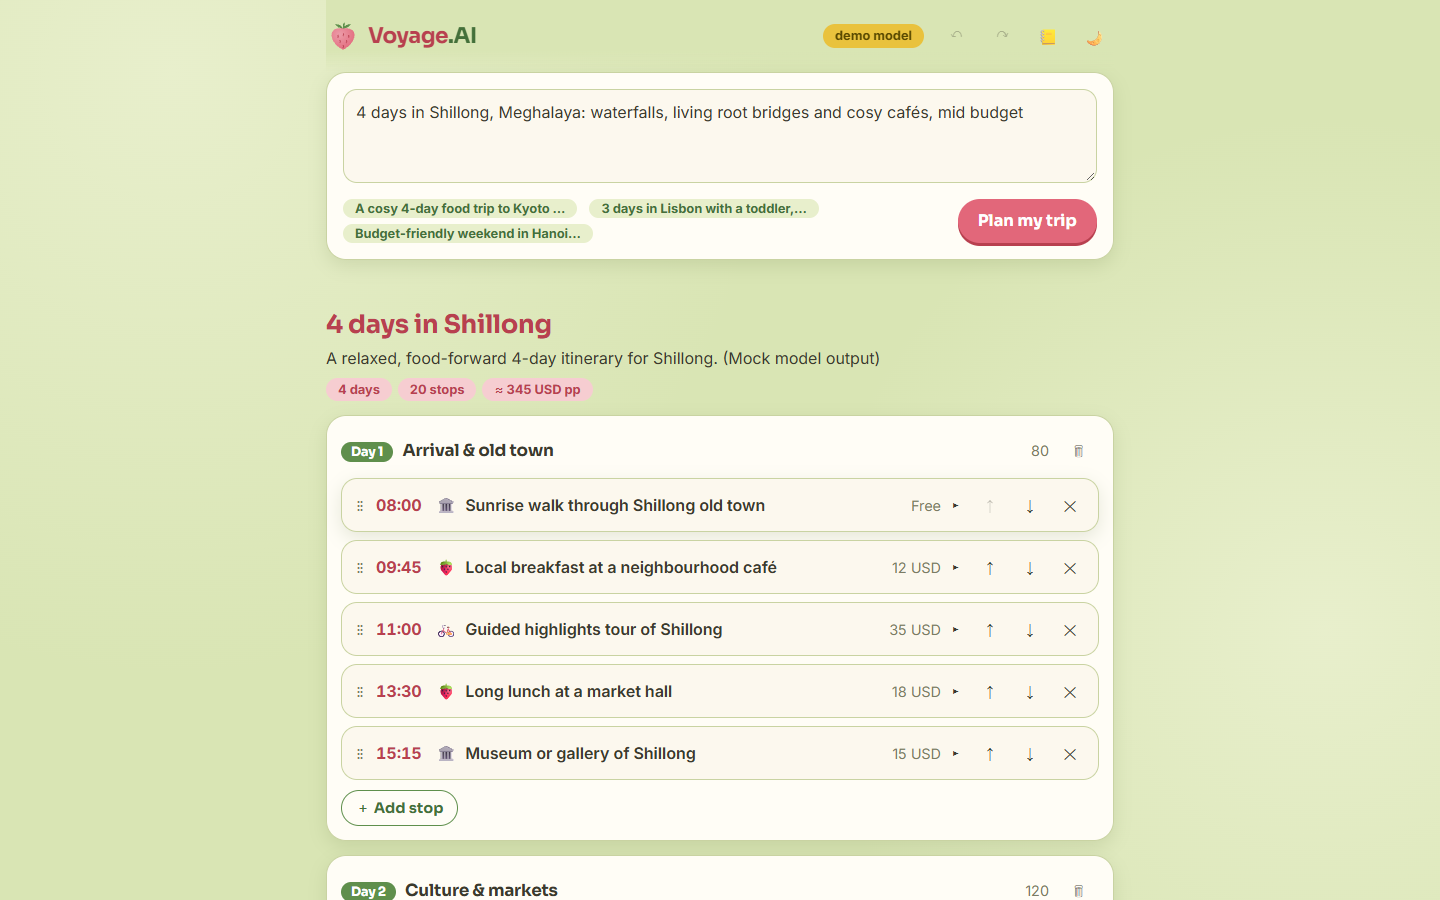 Voyage.AI
demo model
4 days in Shillong, Meghalaya: waterfalls, living root bridges and cosy cafés, mid budget
A cosy 4-day food trip to Kyoto ...
3 days in Lisbon with a toddler,...
Budget-friendly weekend in Hanoi...
Plan my trip
4 days in Shillong
A relaxed, food-forward 4-day itinerary for Shillong. (Mock model output)
4 days
20 stops
≈ 345 USD pp
Day 1 Arrival & old town 80
08:00 Sunrise walk through Shillong old town Free
09:45 Local breakfast at a neighbourhood café 12 USD
11:00 Guided highlights tour of Shillong 35 USD
13:30 Long lunch at a market hall 18 USD
15:15 Museum or gallery of Shillong 15 USD
+ Add stop
Day 2 Culture & markets 120